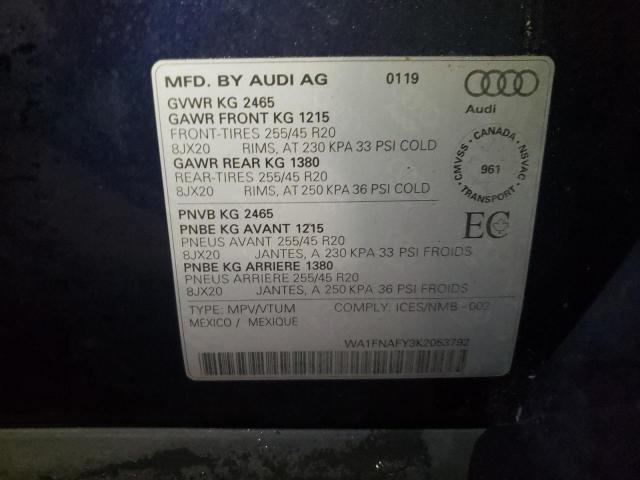 MFD. BY AUDI AG 0119
GVWR KG 2465
GAWR FRONT KG 1215
FRONT-TIRES 255/45 R20
8JX20 RIMS, AT 230 KPA 33 PSI COLD
GAWR REAR KG 1380
REAR-TIRES 255/45 R20
8JX20 RIMS, AT 250 KPA 36 PSI COLD
Audi
CMVSS - CANADA - NSVAC
961
TRANSPORT
PNVB KG 2465
PNBE KG AVANT 1215
PNEUS AVANT 255/45 R20
8JX20 JANTES, A 230 KPA 33 PSI FROIDS
PNBE KG ARRIERE 1380
PNEUS ARRIERE 255/45 R20
8JX20 JANTES, A 250 KPA 36 PSI FROIDS
EC
TYPE: MPV/VTUM COMPLY: ICES/NMB - 002
MEXICO / MEXIQUE
WA1FNAFY3K2053792